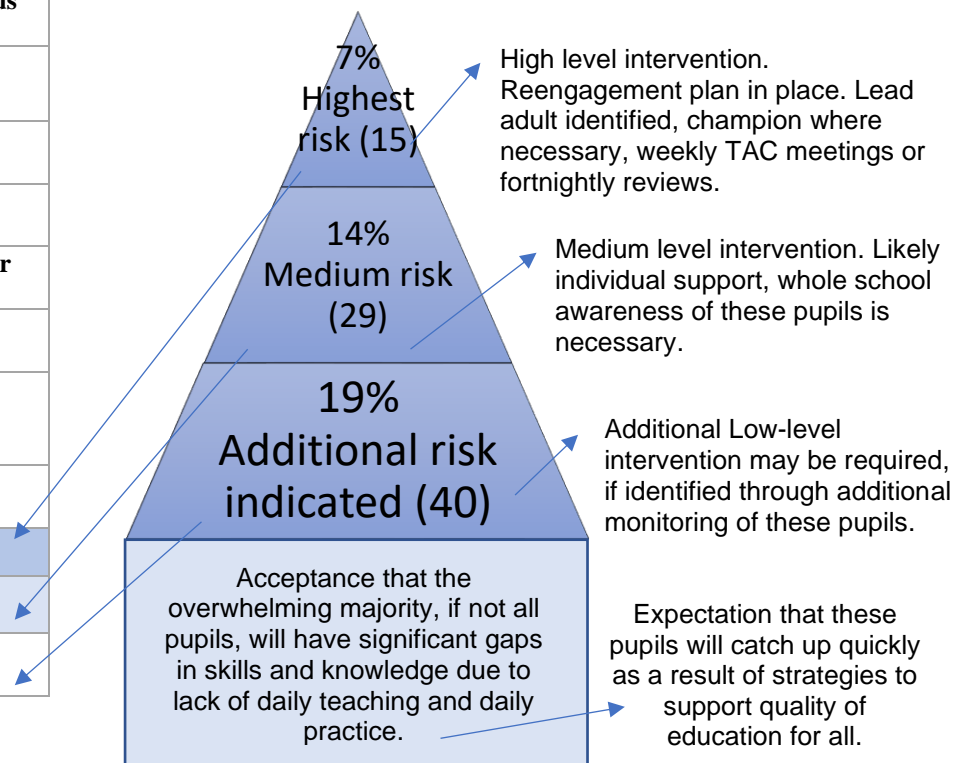 7%
Highest
risk (15)
High level intervention.
Reengagement plan in place. Lead
adult identified, champion where
necessary, weekly TAC meetings or
fortnightly reviews.
14%
Medium risk
(29)
Medium level intervention. Likely
individual support, whole school
awareness of these pupils is
necessary.
19%
Additional risk
indicated (40)
Additional Low-level
intervention may be required,
if identified through additional
monitoring of these pupils.
Acceptance that the
overwhelming majority, if not all
pupils, will have significant gaps
in skills and knowledge due to
lack of daily teaching and daily
practice.
Expectation that these
pupils will catch up quickly
as a result of strategies to
support quality of
education for all.